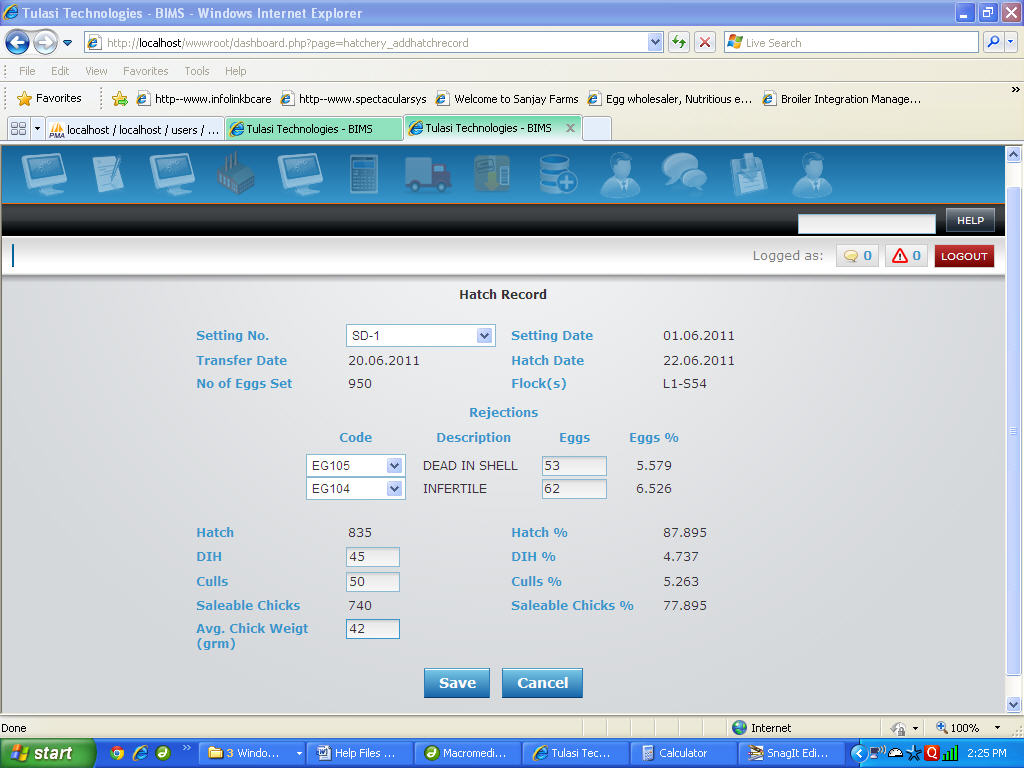 Tulasi Technologies - BIMS - Windows Internet Explorer
http://localhost/wwwroot/dashboard.php?page=hatchery_addhatchrecord
Live Search
File Edit View Favorites Tools Help
Favorites http--www.infolinkbcare http--www.spectacularsys Welcome to Sanjay Farms Egg wholesaler, Nutritious e... Broiler Integration Manage... »
PMA localhost / localhost / users / ... Tulasi Technologies - BIMS Tulasi Technologies - BIMS X
HELP
Logged as: 0 0 LOGOUT
Hatch Record
Setting No. SD-1 Setting Date 01.06.2011
Transfer Date 20.06.2011 Hatch Date 22.06.2011
No of Eggs Set 950 Flock(s) L1-S54
Rejections
Code Description Eggs Eggs %
EG105 DEAD IN SHELL 53 5.579
EG104 INFERTILE 62 6.526
Hatch 835 Hatch % 87.895
DIH 45 DIH % 4.737
Culls 50 Culls % 5.263
Saleable Chicks 740 Saleable Chicks % 77.895
Avg. Chick Weigt 42
(grm)
Save Cancel
Done Internet 100%
start » 3 Windo... Help Files ... Macromedi... Tulasi Tec... Calculator SnagIt Edi... Q 2:25 PM